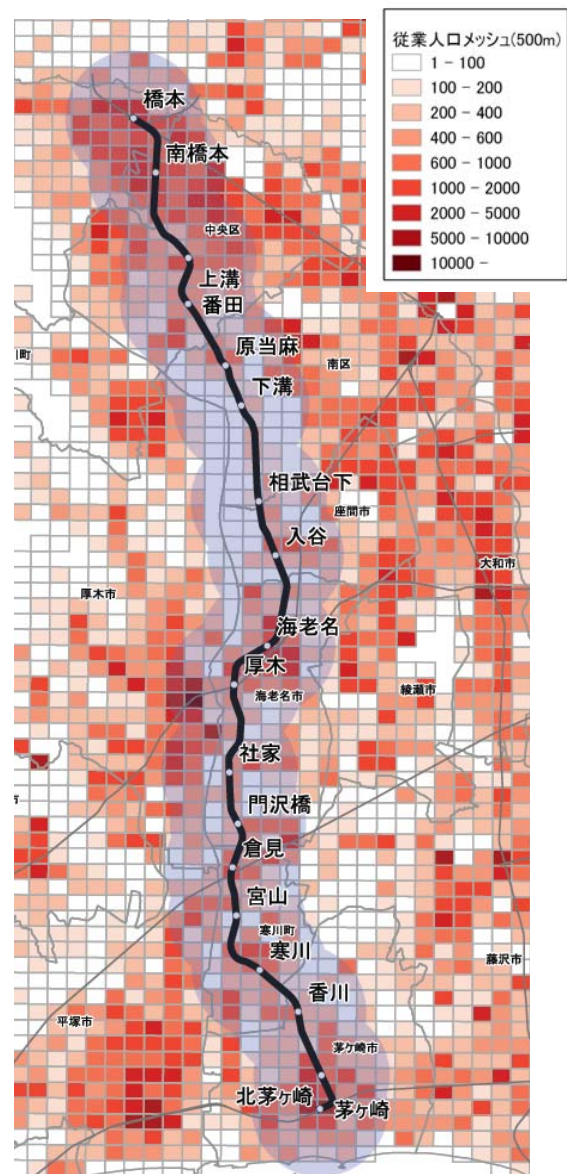 従業人口メッシュ(500m)
1 - 100
100 - 200
200 - 400
400 - 600
600 - 1000
1000 - 2000
2000 - 5000
5000 - 10000
10000 -
橋本
南橋本
中央区
上溝
番田
原当麻
南区
川町
下溝
相武台下
座間市
入谷
大和市
厚木市
海老名
厚木
綾瀬市
海老名市
社家
市
門沢橋
倉見
宮山
寒川町
寒川
藤沢市
香川
平塚市
茅ケ崎市
北茅ヶ崎
茅ヶ崎